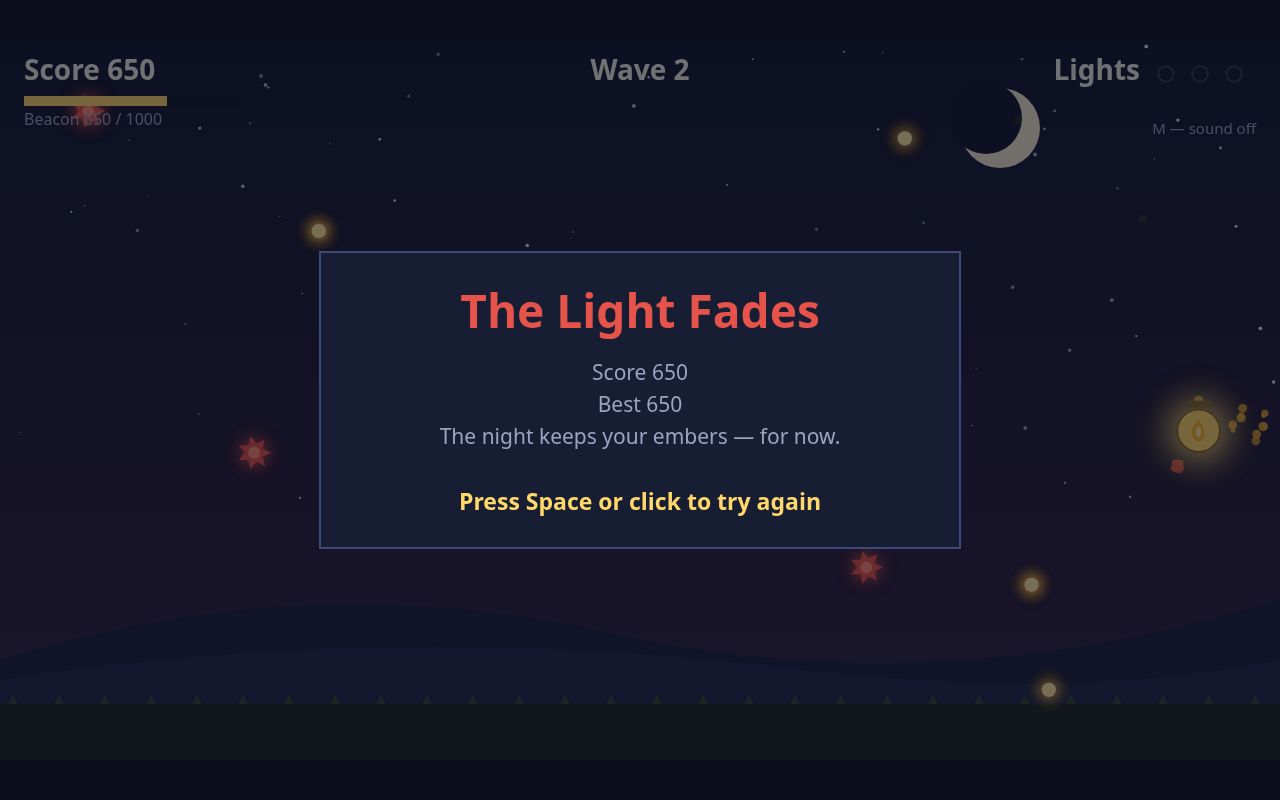 Score 650
Wave 2
Lights
Beacon 650 / 1000
M — sound off
The Light Fades
Score 650
Best 650
The night keeps your embers — for now.
Press Space or click to try again